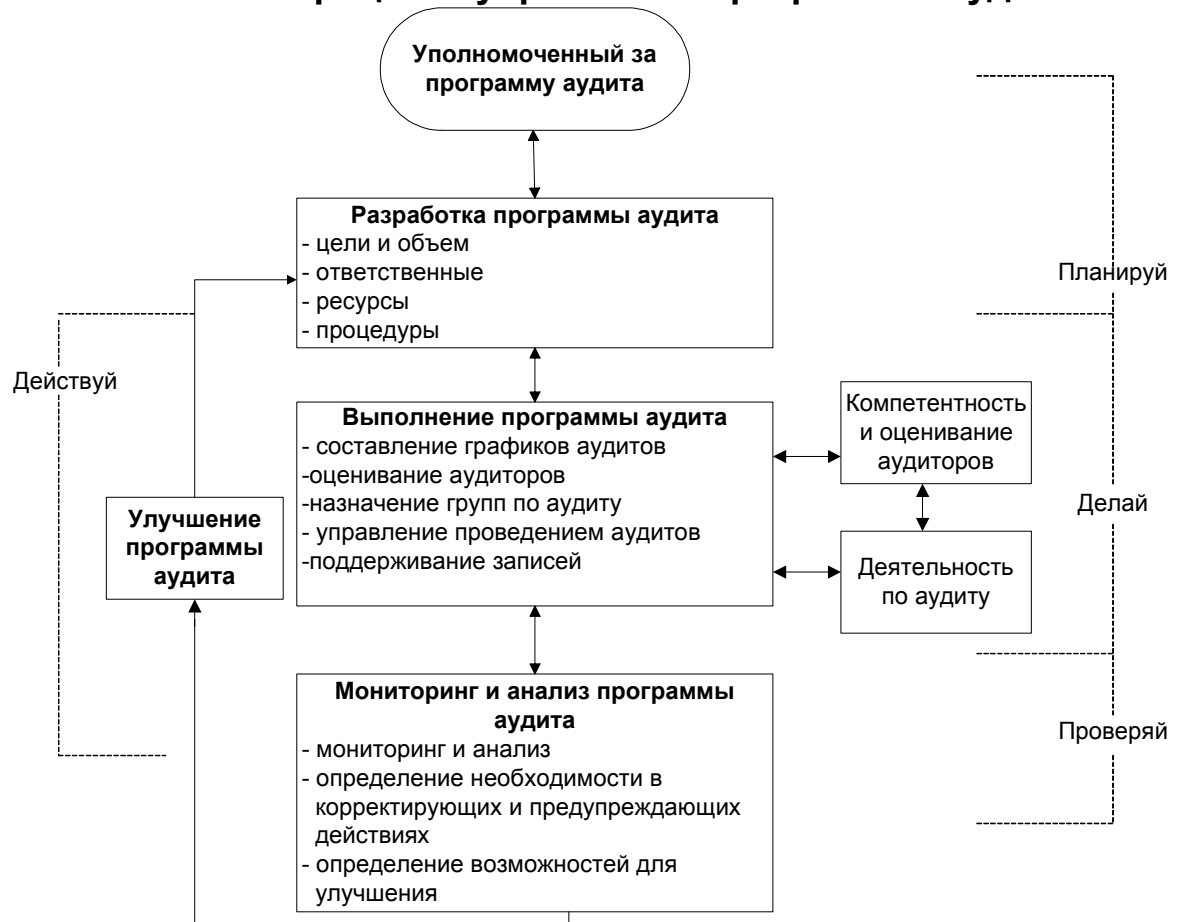 Уполномоченный за
программу аудита
Разработка программы аудита
- цели и объем
- ответственные
- ресурсы
- процедуры
Планируй
Действуй
Выполнение программы аудита
- составление графиков аудитов
-оценивание аудиторов
-назначение групп по аудиту
- управление проведением аудитов
-поддерживание записей
Компетентность
и оценивание
аудиторов
Делай
Улучшение
программы
аудита
Деятельность
по аудиту
Мониторинг и анализ программы
аудита
- мониторинг и анализ
- определение необходимости в
корректирующих и предупреждающих
действиях
- определение возможностей для
улучшения
Проверяй